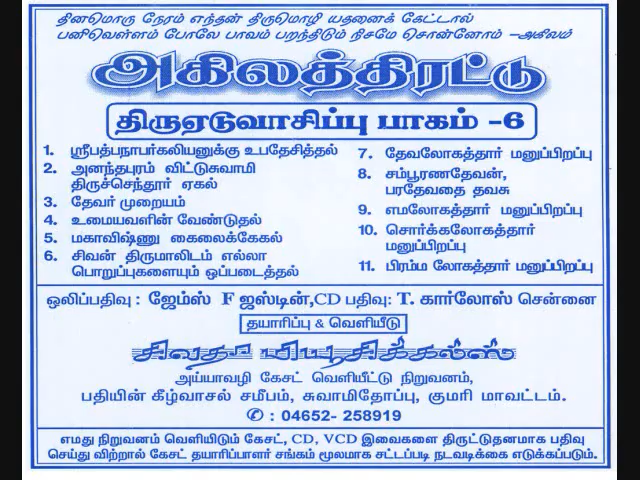 தினமொரு நேரம் எந்தன் திருமொழி யதனைக் கேட்டால்
பனிவெள்ளம் போலே பாவம் பறந்திடும் நிசமே சொன்னோம் –அகிலம்
அகிலத்திரட்டு
திருஏடுவாசிப்பு பாகம் -6
1. ஸ்ரீபத்பநாபர்கலியனுக்கு உபதேசித்தல்
2. அனந்தபுரம் விட்டுசுவாமி
திருச்செந்தூர் ஏகல்
3. தேவர் முறையம்
4. உமையவளின் வேண்டுதல்
5. மகாவிஷ்ணு கைலைக்கேகல்
6. சிவன் திருமாலிடம் எல்லா
பொறுப்புகளையும் ஒப்படைத்தல்
7. தேவலோகத்தார் மனுப்பிறப்பு
8. சம்பூரணதேவன்,
பரதேவதை தவசு
9. எமலோகத்தார் மனுப்பிறப்பு
10. சொர்க்கலோகத்தார்
மனுப்பிறப்பு
11. பிரம்ம லோகத்தார் மனுப்பிறப்பு
ஒலிப்பதிவு : ஜேம்ஸ் F ஜஸ்டின், CD பதிவு: T. கார்லோஸ் சென்னை
தயாரிப்பு & வெளியீடு
சிவத மியூசிக்கல்ஸ்
அய்யாவழி கேசட் வெளியீட்டு நிறுவனம்,
பதியின் கீழ்வாசல் சமீபம், சுவாமிதோப்பு, குமரி மாவட்டம்.
✆ : 04652- 258919
எமது நிறுவனம் வெளியிடும் கேசட், CD, VCD இவைகளை திருட்டுதனமாக பதிவு
செய்து விற்றால் கேசட் தயாரிப்பாளர் சங்கம் மூலமாக சட்டப்படி நடவடிக்கை எடுக்கப்படும்.